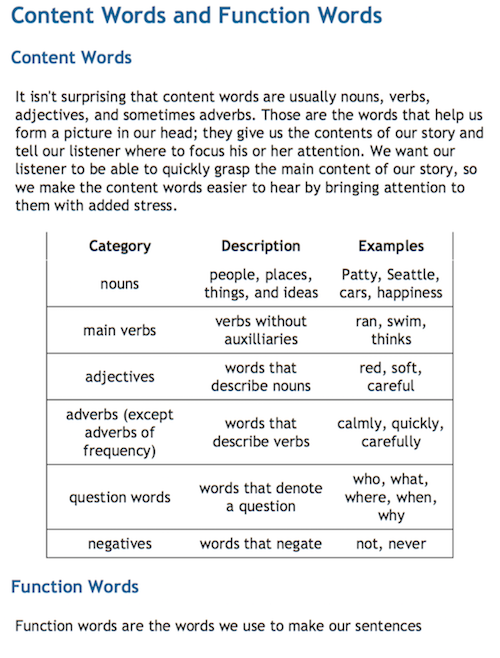 Content Words and Function Words
Content Words
It isn't surprising that content words are usually nouns, verbs,
adjectives, and sometimes adverbs. Those are the words that help us
form a picture in our head; they give us the contents of our story and
tell our listener where to focus his or her attention. We want our
listener to be able to quickly grasp the main content of our story, so
we make the content words easier to hear by bringing attention to
them with added stress.
Category Description Examples
nouns
people, places,
things, and ideas
Patty, Seattle,
cars, happiness
main verbs
verbs without
auxilliaries
ran, swim,
thinks
adjectives
words that
describe nouns
red, soft,
careful
adverbs (except
adverbs of
frequency)
words that
describe verbs
calmly, quickly,
carefully
question words
words that denote
a question
who, what,
where, when,
why
negatives words that negate not, never
Function Words
Function words are the words we use to make our sentences